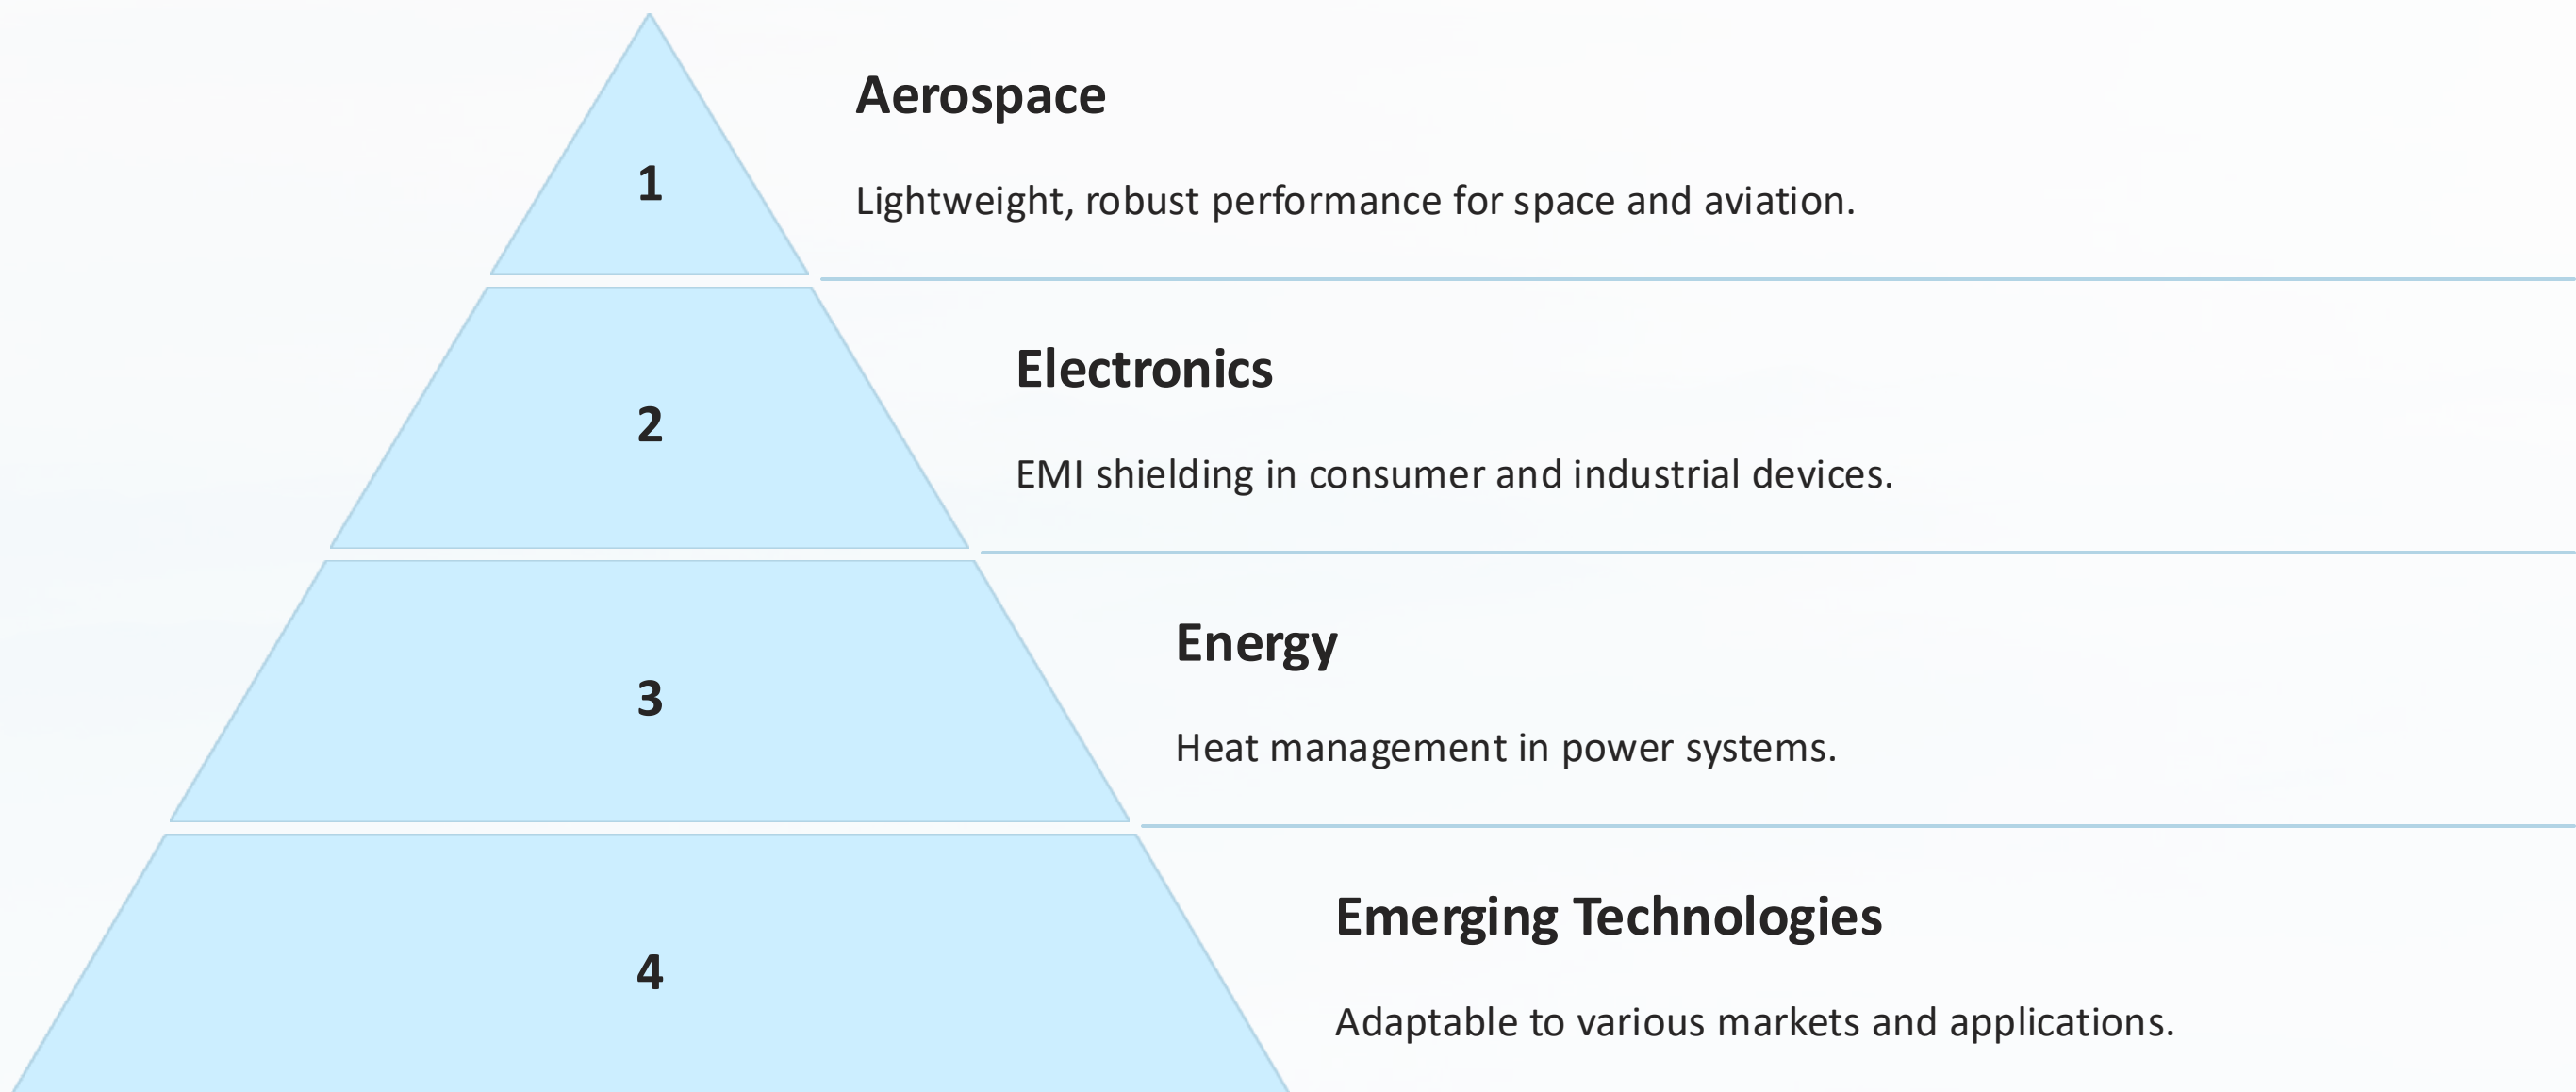 1
Aerospace
Lightweight, robust performance for space and aviation.
2
Electronics
EMI shielding in consumer and industrial devices.
3
Energy
Heat management in power systems.
4
Emerging Technologies
Adaptable to various markets and applications.